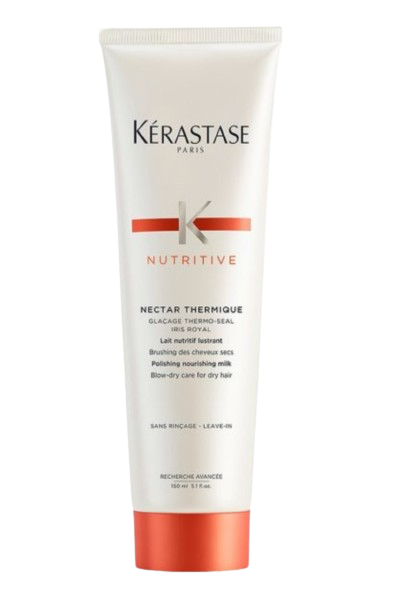 KÉRASTASE
PARIS
K
NUTRITIVE
NECTAR THERMIQUE
GLAÇAGE THERMO-SEAL
IRIS ROYAL
Lait nutritif lustrant
Brushing des cheveux secs
Polishing nourishing milk
Blow-dry care for dry hair
SANS RINÇAGE - LEAVE-IN
RECHERCHE AVANCÉE
150 ml 5.1 fl.oz.